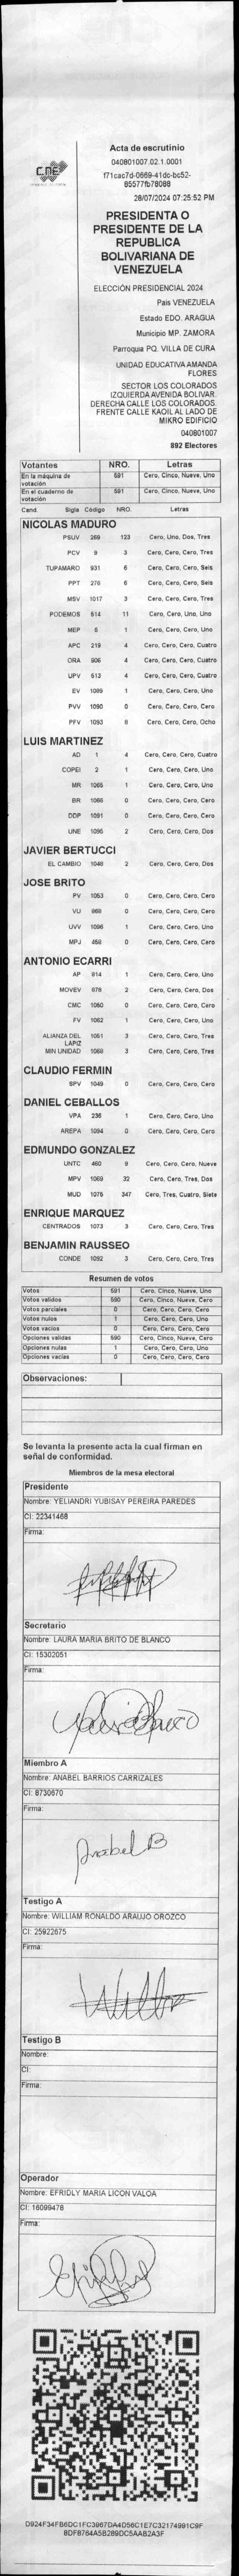 CNE
Acta de escrutinio
040801007.02.1.0001
f71cac7d-0669-41dc-bc52-
85577fb78088
28/07/2024 07:25:52 PM
PRESIDENTA O
PRESIDENTE DE LA
REPUBLICA
BOLIVARIANA DE
VENEZUELA
ELECCIÓN PRESIDENCIAL 2024
Pais VENEZUELA
Estado EDO. ARAGUA
Municipio MP. ZAMORA
Parroquia PQ. VILLA DE CURA
UNIDAD EDUCATIVA AMANDA
FLORES
SECTOR LOS COLORADOS
IZQUIERDA AVENIDA BOLIVAR.
DERECHA CALLE LOS COLORADOS.
FRENTE CALLE KAOIL AL LADO DE
MIKRO EDIFICIO
040801007
892 Electores
Votantes NRO. Letras
En la máquina de votación 591 Cero, Cinco, Nueve, Uno
En el cuaderno de votación 591 Cero, Cinco, Nueve, Uno
Cand. Sigla Código NRO. Letras
NICOLAS MADURO
PSUV 269 123 Cero, Uno, Dos, Tres
PCV 9 3 Cero, Cero, Cero, Tres
TUPAMARO 931 6 Cero, Cero, Cero, Seis
PPT 276 6 Cero, Cero, Cero, Seis
MSV 1017 3 Cero, Cero, Cero, Tres
PODEMOS 514 11 Cero, Cero, Uno, Uno
MEP 6 1 Cero, Cero, Cero, Uno
APC 219 4 Cero, Cero, Cero, Cuatro
ORA 906 4 Cero, Cero, Cero, Cuatro
UPV 613 4 Cero, Cero, Cero, Cuatro
EV 1089 1 Cero, Cero, Cero, Uno
PVV 1090 0 Cero, Cero, Cero, Cero
PFV 1093 8 Cero, Cero, Cero, Ocho
LUIS MARTINEZ
AD 1 4 Cero, Cero, Cero, Cuatro
COPEI 2 1 Cero, Cero, Cero, Uno
MR 1065 1 Cero, Cero, Cero, Uno
BR 1066 0 Cero, Cero, Cero, Cero
DDP 1091 0 Cero, Cero, Cero, Cero
UNE 1095 2 Cero, Cero, Cero, Dos
JAVIER BERTUCCI
EL CAMBIO 1048 2 Cero, Cero, Cero, Dos
JOSE BRITO
PV 1053 0 Cero, Cero, Cero, Cero
VU 868 0 Cero, Cero, Cero, Cero
UVV 1096 1 Cero, Cero, Cero, Uno
MPJ 458 0 Cero, Cero, Cero, Cero
ANTONIO ECARRI
AP 814 1 Cero, Cero, Cero, Uno
MOVEV 878 2 Cero, Cero, Cero, Dos
CMC 1050 0 Cero, Cero, Cero, Cero
FV 1062 1 Cero, Cero, Cero, Uno
ALIANZA DEL LAPIZ 1051 3 Cero, Cero, Cero, Tres
MIN UNIDAD 1068 3 Cero, Cero, Cero, Tres
CLAUDIO FERMIN
SPV 1049 0 Cero, Cero, Cero, Cero
DANIEL CEBALLOS
VPA 236 1 Cero, Cero, Cero, Uno
AREPA 1094 0 Cero, Cero, Cero, Cero
EDMUNDO GONZALEZ
UNTC 460 9 Cero, Cero, Cero, Nueve
MPV 1069 32 Cero, Cero, Tres, Dos
MUD 1075 347 Cero, Tres, Cuatro, Siete
ENRIQUE MARQUEZ
CENTRADOS 1073 3 Cero, Cero, Cero, Tres
BENJAMIN RAUSSEO
CONDE 1092 3 Cero, Cero, Cero, Tres
Resumen de votos
Votos 591 Cero, Cinco, Nueve, Uno
Votos validos 590 Cero, Cinco, Nueve, Cero
Votos parciales 0 Cero, Cero, Cero, Cero
Votos nulos 1 Cero, Cero, Cero, Uno
Votos vacíos 0 Cero, Cero, Cero, Cero
Opciones validas 590 Cero, Cinco, Nueve, Cero
Opciones nulas 1 Cero, Cero, Cero, Uno
Opciones vacias 0 Cero, Cero, Cero, Cero
Observaciones:
Se levanta la presente acta la cual firman en
señal de conformidad.
Miembros de la mesa electoral
Presidente
Nombre: YELIANDRI YUBISAY PEREIRA PAREDES
CI: 22341468
Firma:
Secretario
Nombre: LAURA MARIA BRITO DE BLANCO
CI: 15302051
Firma:
Miembro A
Nombre: ANABEL BARRIOS CARRIZALES
CI: 8730670
Firma:
Anabel B
Testigo A
Nombre: WILLIAM RONALDO ARAUJO OROZCO
CI: 25922675
Firma:
Testigo B
Nombre:
CI:
Firma:
Operador
Nombre: EFRIDLY MARIA LICON VALOA
CI: 16099476
Firma:
D924F34FB6DC1FC3867DA4D56C1E7C32174991C9F
8DF8764A5B289DC5AAB2A3F